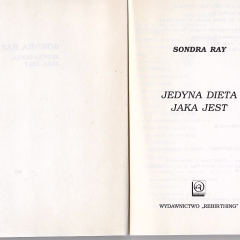 SONDRA RAY
JEDYNA DIETA
JAKA JEST
WYDAWNICTWO „REBIRTHING"